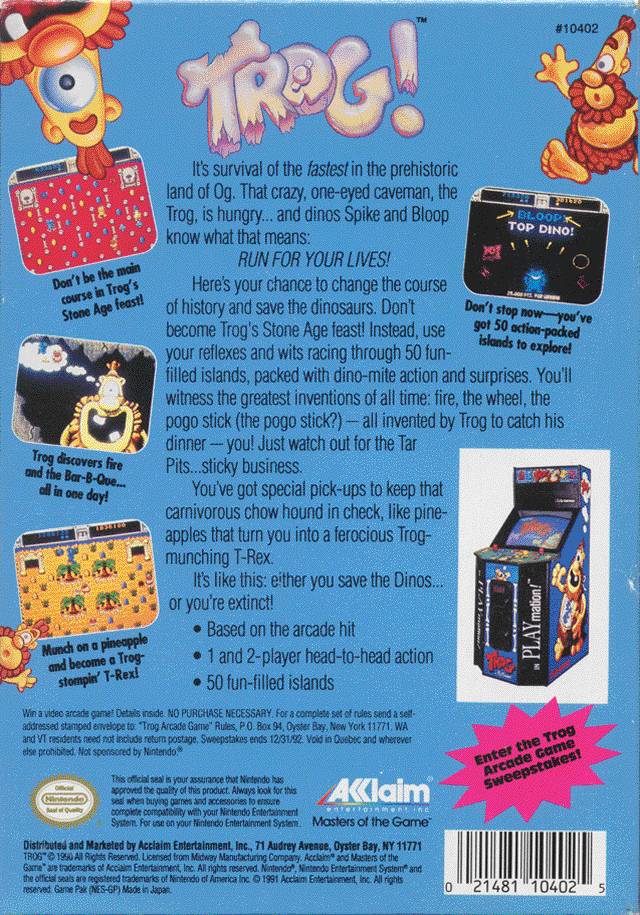 #10402
TROG!™
It's survival of the fastest in the prehistoric
land of Og. That crazy, one-eyed caveman, the
Trog, is hungry... and dinos Spike and Bloop
know what that means:
RUN FOR YOUR LIVES!
Here's your chance to change the course
of history and save the dinosaurs. Don't
become Trog's Stone Age feast! Instead, use
your reflexes and wits racing through 50 fun-
filled islands, packed with dino-mite action and surprises. You'll
witness the greatest inventions of all time: fire, the wheel, the
pogo stick (the pogo stick?) — all invented by Trog to catch his
dinner — you! Just watch out for the Tar
Pits...sticky business.
You've got special pick-ups to keep that
carnivorous chow hound in check, like pine-
apples that turn you into a ferocious Trog-
munching T-Rex.
It's like this: either you save the Dinos...
or you're extinct!
• Based on the arcade hit
• 1 and 2-player head-to-head action
• 50 fun-filled islands
Don't be the main
course in Trog's
Stone Age feast!
Trog discovers fire
and the Bar-B-Que...
all in one day!
Munch on a pineapple
and become a Trog-
stompin' T-Rex!
BLOOP
TOP DINO!
Don't stop now—you've
got 50 action-packed
islands to explore!
PLAYmation!™
TROG
Enter the Trog
Arcade Game
Sweepstakes!
Win a video arcade game! Details inside. NO PURCHASE NECESSARY. For a complete set of rules send a self-
addressed stamped envelope to: "Trog Arcade Game" Rules, P.O. Box 94, Oyster Bay, New York 11771. WA
and VT residents need not include return postage. Sweepstakes ends 12/31/92. Void in Quebec and wherever
else prohibited. Not sponsored by Nintendo.®
Official
Nintendo
Seal of Quality
This official seal is your assurance that Nintendo has
approved the quality of this product. Always look for this
seal when buying games and accessories to ensure
complete compatibility with your Nintendo Entertainment
System. For use on your Nintendo Entertainment System.
AKKlaim®
entertainment, inc.
Masters of the Game™
Distributed and Marketed by Acclaim Entertainment, Inc., 71 Audrey Avenue, Oyster Bay, NY 11771
TROG™ © 1990 All Rights Reserved. Licensed from Midway Manufacturing Company. Acclaim® and Masters of the
Game™ are trademarks of Acclaim Entertainment, Inc. All rights reserved. Nintendo®, Nintendo Entertainment System® and
the official seals are registered trademarks of Nintendo of America Inc. © 1991 Acclaim Entertainment, Inc. All rights
reserved. Game Pak (NES-GP) Made in Japan.
0 21481 10402 5